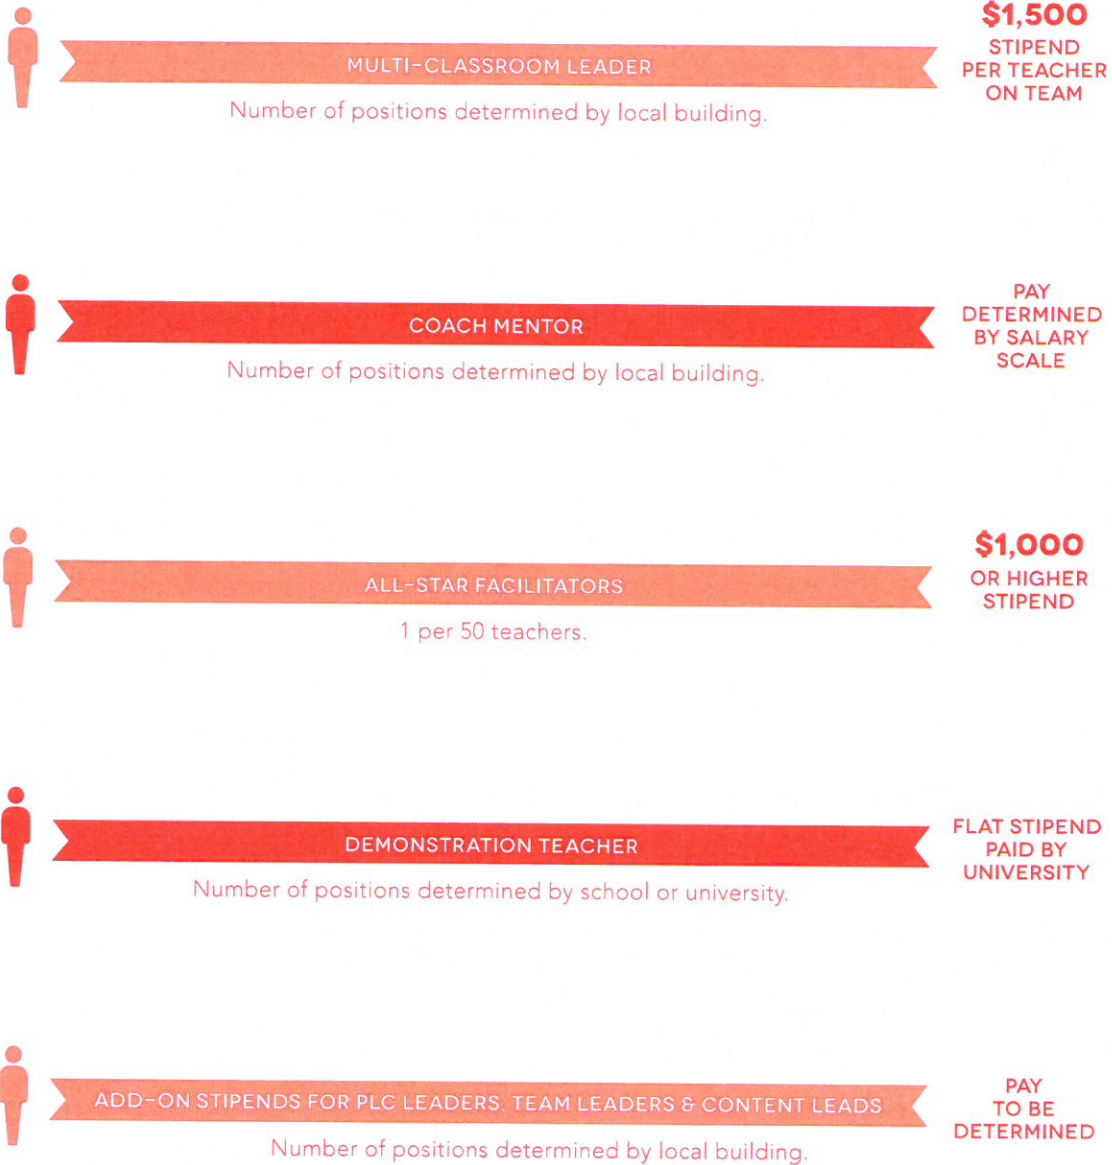 MULTI-CLASSROOM LEADER
Number of positions determined by local building.
$1,500
STIPEND
PER TEACHER
ON TEAM
COACH MENTOR
Number of positions determined by local building.
PAY
DETERMINED
BY SALARY
SCALE
ALL-STAR FACILITATORS
1 per 50 teachers.
$1,000
OR HIGHER
STIPEND
DEMONSTRATION TEACHER
Number of positions determined by school or university.
FLAT STIPEND
PAID BY
UNIVERSITY
ADD-ON STIPENDS FOR PLC LEADERS, TEAM LEADERS & CONTENT LEADS
Number of positions determined by local building.
PAY
TO BE
DETERMINED